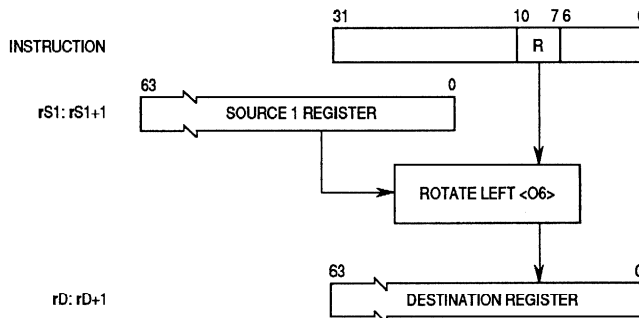 31 10 7 6
INSTRUCTION R
63 0
rS1: rS1+1 SOURCE 1 REGISTER
ROTATE LEFT <O6>
63 0
rD: rD+1 DESTINATION REGISTER